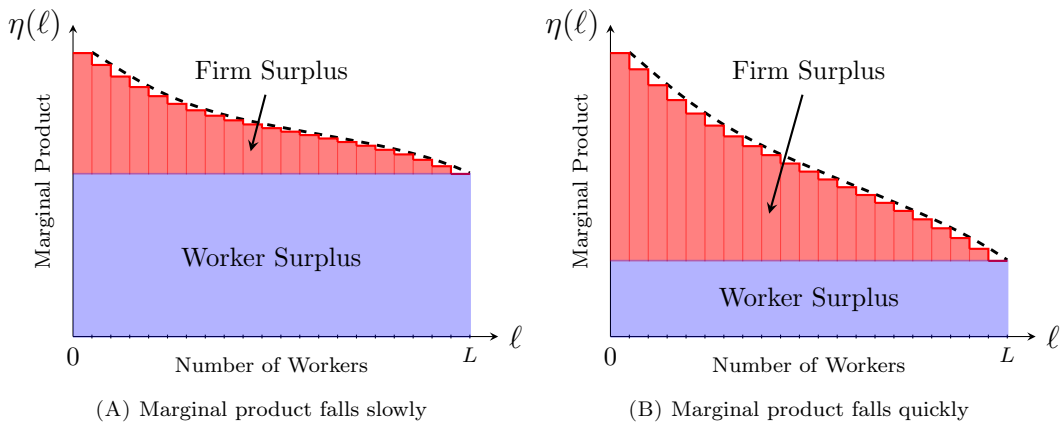 η(ℓ)
Marginal Product
Firm Surplus
Worker Surplus
0
L
ℓ
Number of Workers
(A) Marginal product falls slowly
η(ℓ)
Marginal Product
Firm Surplus
Worker Surplus
0
L
ℓ
Number of Workers
(B) Marginal product falls quickly